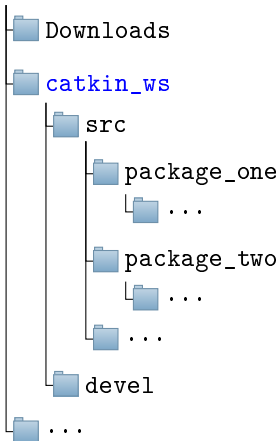 Downloads
catkin_ws
src
package_one
...
package_two
...
...
devel
...